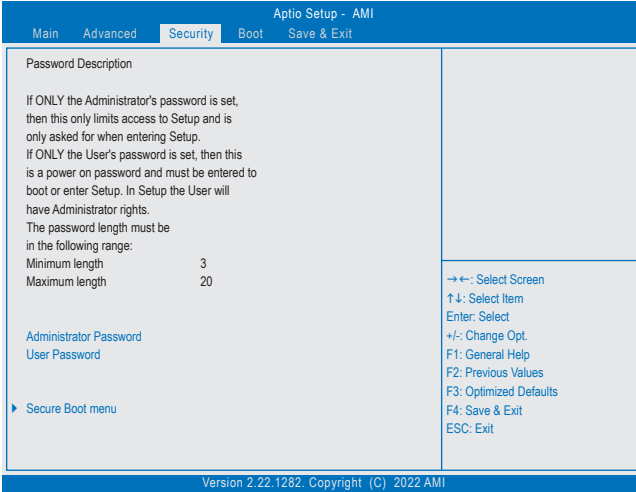 Aptio Setup - AMI
Main Advanced Security Boot Save & Exit
Password Description
If ONLY the Administrator's password is set,
then this only limits access to Setup and is
only asked for when entering Setup.
If ONLY the User's password is set, then this
is a power on password and must be entered to
boot or enter Setup. In Setup the User will
have Administrator rights.
The password length must be
in the following range:
Minimum length 3
Maximum length 20
Administrator Password
User Password
Secure Boot menu
→←: Select Screen
↑↓: Select Item
Enter: Select
+/-: Change Opt.
F1: General Help
F2: Previous Values
F3: Optimized Defaults
F4: Save & Exit
ESC: Exit
Version 2.22.1282. Copyright (C) 2022 AMI